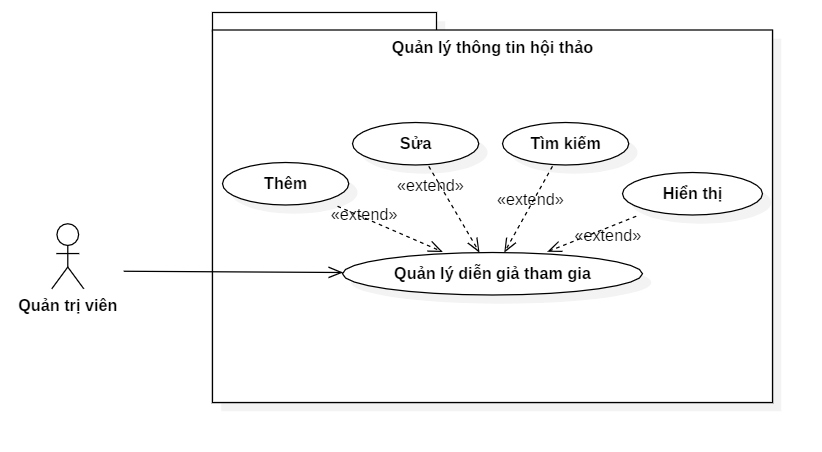 Quản lý thông tin hội thảo
Sửa
Tìm kiếm
Thêm
«extend»
Hiển thị
«extend»
«extend»
«extend»
Quản lý diễn giả tham gia
Quản trị viên